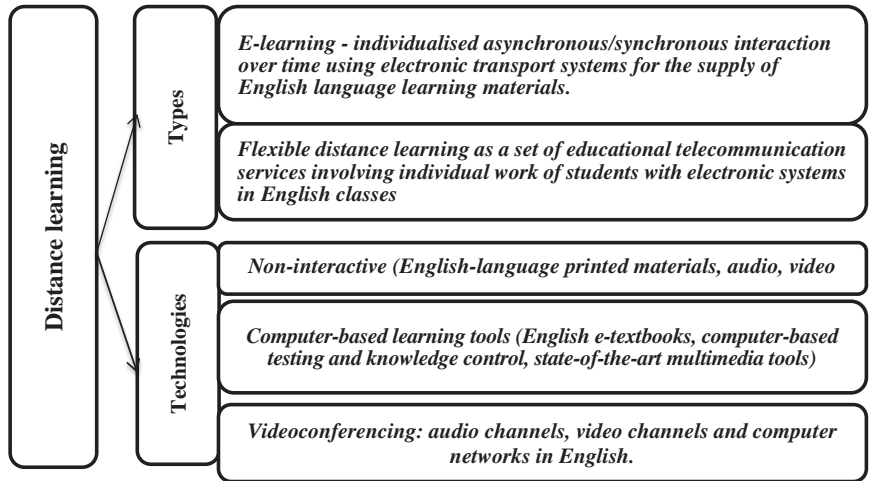 Distance learning
Types
E-learning - individualised asynchronous/synchronous interaction
over time using electronic transport systems for the supply of
English language learning materials.
Flexible distance learning as a set of educational telecommunication
services involving individual work of students with electronic systems
in English classes
Technologies
Non-interactive (English-language printed materials, audio, video
Computer-based learning tools (English e-textbooks, computer-based
testing and knowledge control, state-of-the-art multimedia tools)
Videoconferencing: audio channels, video channels and computer
networks in English.